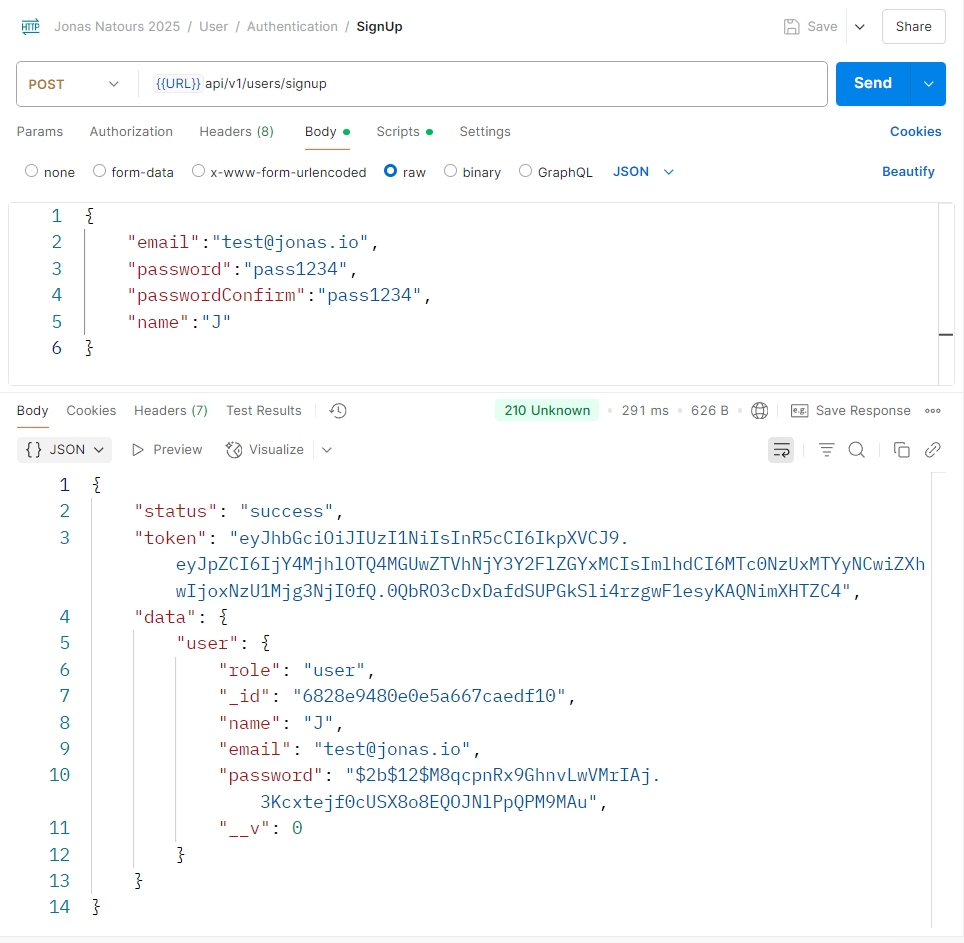 HTTP Jonas Natours 2025 / User / Authentication / SignUp Save Share
POST {{URL}} api/v1/users/signup Send
Params Authorization Headers (8) Body Scripts Settings Cookies
none form-data x-www-form-urlencoded raw binary GraphQL JSON Beautify
1 {
2 "email":"test@jonas.io",
3 "password":"pass1234",
4 "passwordConfirm":"pass1234",
5 "name":"J"
6 }
Body Cookies Headers (7) Test Results 210 Unknown 291 ms 626 B e.g. Save Response
{} JSON Preview Visualize
1 {
2 "status": "success",
3 "token": "eyJhbGciOiJIUzI1NiIsInR5cCI6IkpXVCJ9.
eyJpZCI6IjY4MjhlOTQ4MGUwZTVhNjY3Y2FlZGYxMCIsImlhdCI6MTc0NzUxMTYyNCwiZXh
wIjoxNzU1Mjg3NjI0fQ.0QbRO3cDxDafdSUPGkSli4rzgwF1esyKAQNimXHTZC4",
4 "data": {
5 "user": {
6 "role": "user",
7 "_id": "6828e9480e0e5a667caedf10",
8 "name": "J",
9 "email": "test@jonas.io",
10 "password": "$2b$12$M8qcpnRx9GhnvLwVMrIAj.
3Kcxtejf0cUSX8o8EQOJNlPpQPM9MAu",
11 "__v": 0
12 }
13 }
14 }